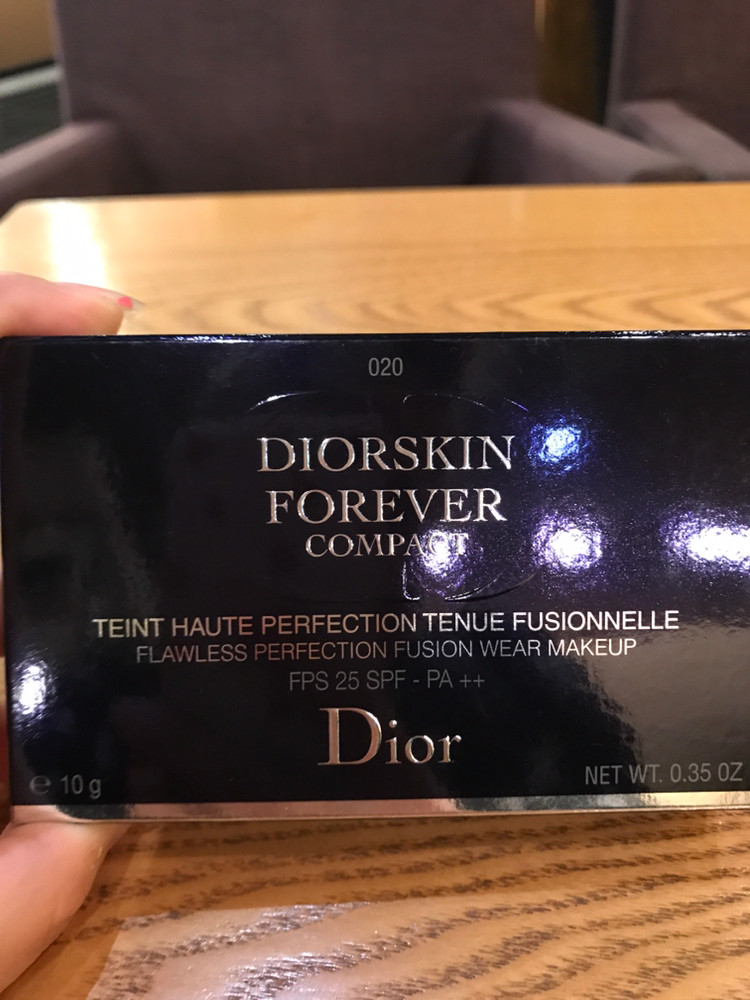 020
DIORSKIN
FOREVER
COMPACT
TEINT HAUTE PERFECTION TENUE FUSIONNELLE
FLAWLESS PERFECTION FUSION WEAR MAKEUP
FPS 25 SPF - PA ++
Dior
℮ 10 g
NET WT. 0.35 OZ